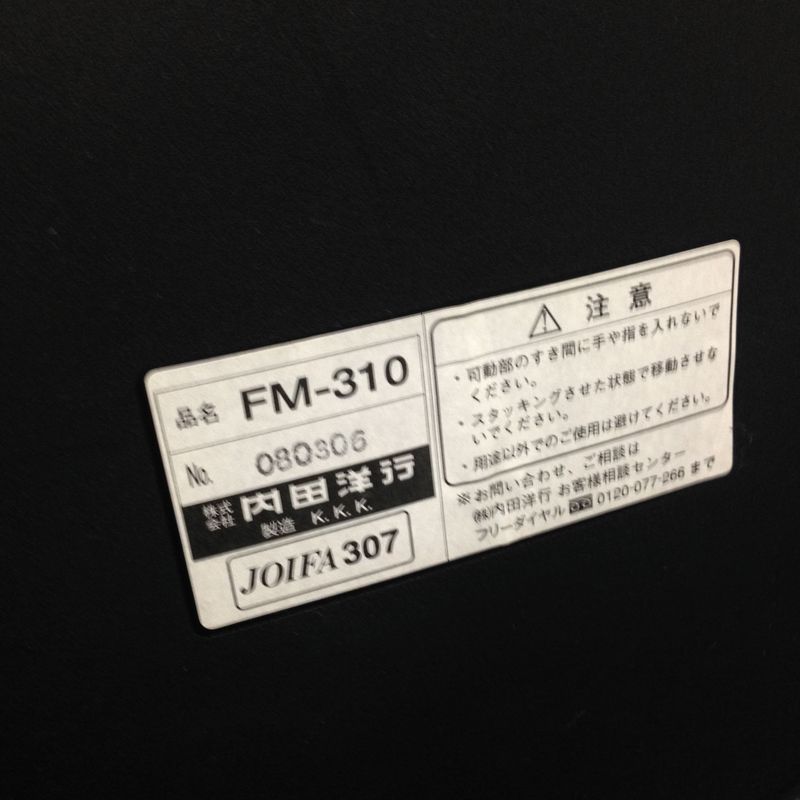 品名 FM-310
No. 080306
株式会社 内田洋行
製造 K.K.K.
JOIFA 307
注意
・可動部のすき間に手や指を入れないで
ください。
・スタッキングさせた状態で移動させな
いでください。
・用途以外でのご使用は避けてください。
※お問い合わせ、ご相談は
㈱内田洋行 お客様相談センター
フリーダイヤル 0120-077-266 まで